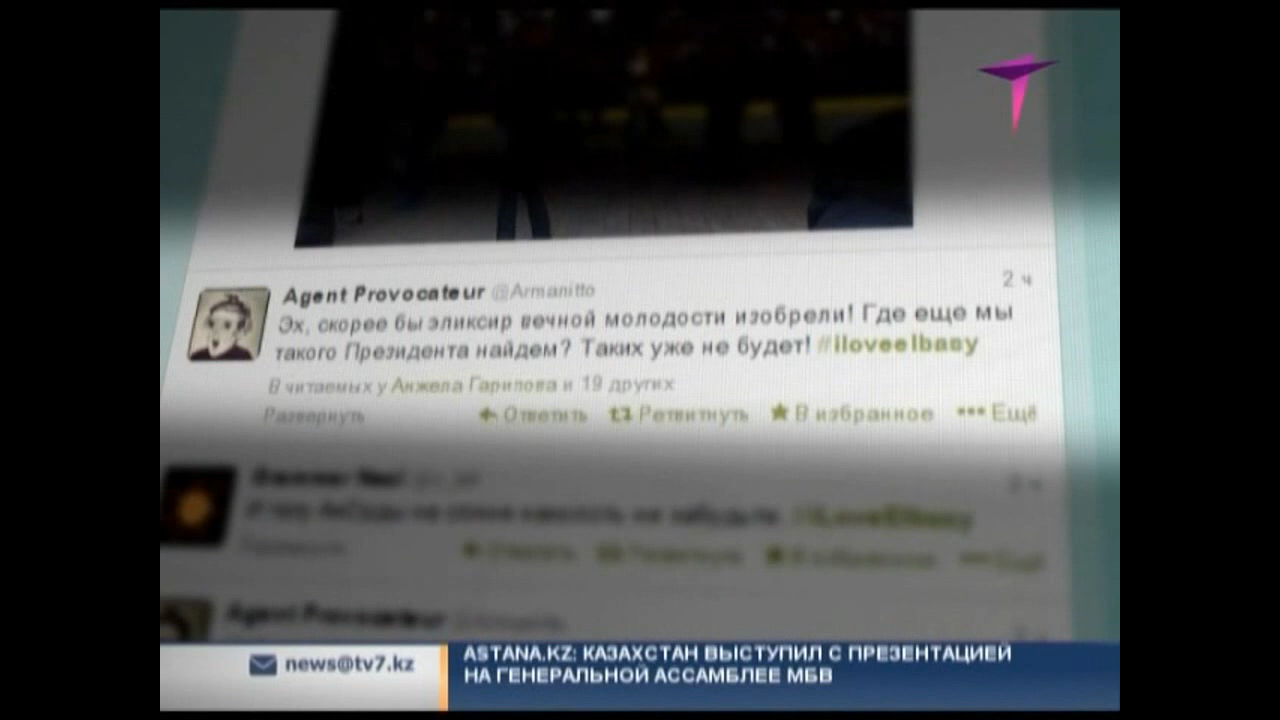 Agent Provocateur @Armanitto 2 ч
Эх, скорее бы эликсир вечной молодости изобрели! Где еще мы
такого Президента найдем? Таких уже не будет! #iloveelbasy
В читаемых у Анжела Гарипова и 19 других
Развернуть Ответить Ретвитнуть В избранное Ещё
Agent Provocateur
news@tv7.kz
ASTANA.KZ: КАЗАХСТАН ВЫСТУПИЛ С ПРЕЗЕНТАЦИЕЙ
НА ГЕНЕРАЛЬНОЙ АССАМБЛЕЕ МБВ